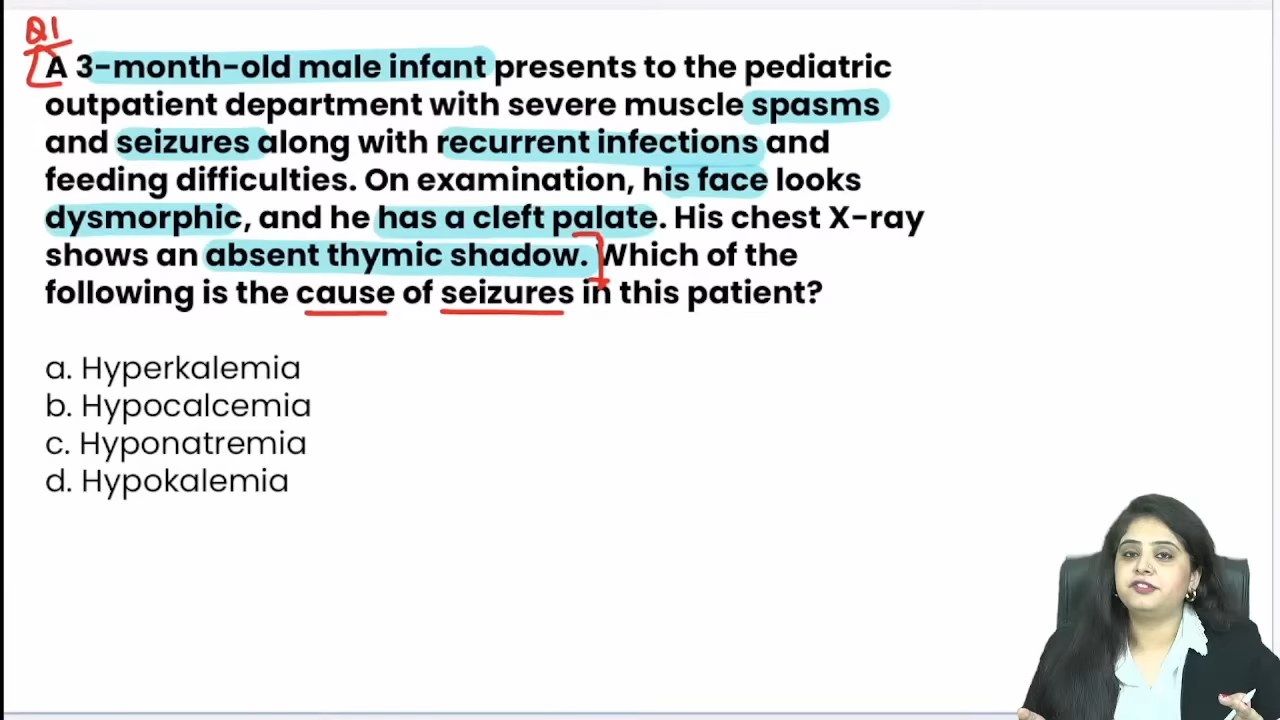 Q1
A 3-month-old male infant presents to the pediatric
outpatient department with severe muscle spasms
and seizures along with recurrent infections and
feeding difficulties. On examination, his face looks
dysmorphic, and he has a cleft palate. His chest X-ray
shows an absent thymic shadow. Which of the
following is the cause of seizures in this patient?
a. Hyperkalemia
b. Hypocalcemia
c. Hyponatremia
d. Hypokalemia